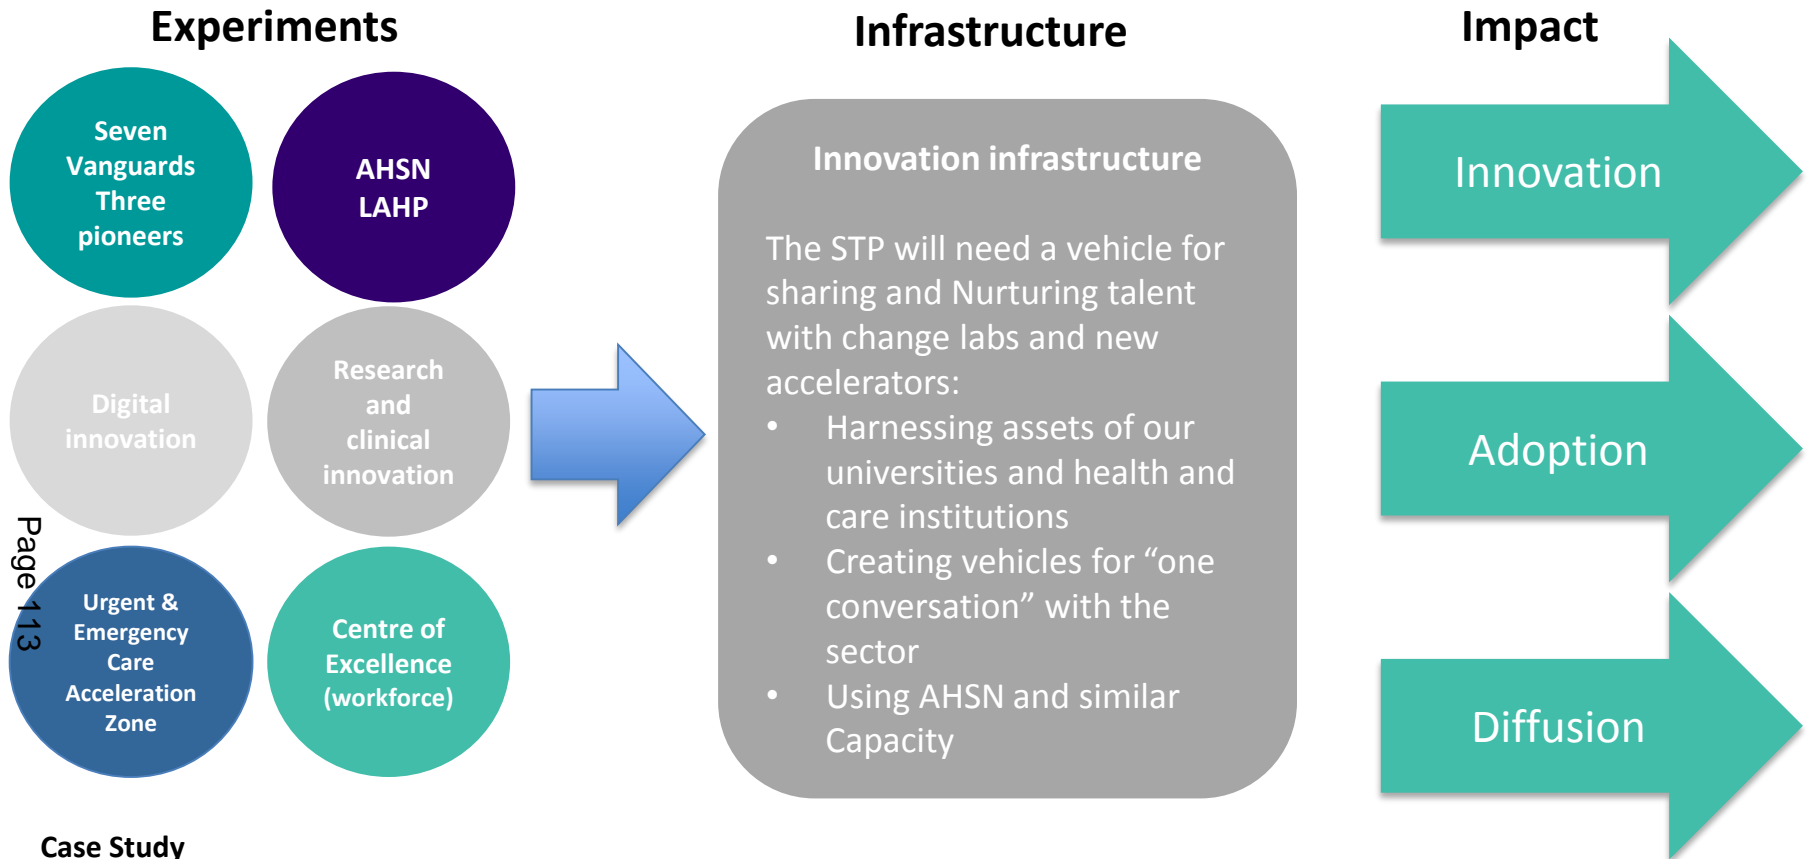 Experiments
Seven
Vanguards
Three
pioneers
AHSN
LAHP
Digital
innovation
Research
and
clinical
innovation
Urgent &
Emergency
Care
Acceleration
Zone
Centre of
Excellence
(workforce)
Page 113
Case Study
Infrastructure
Innovation infrastructure
The STP will need a vehicle for
sharing and Nurturing talent
with change labs and new
accelerators:
• Harnessing assets of our
universities and health and
care institutions
• Creating vehicles for “one
conversation” with the
sector
• Using AHSN and similar
Capacity
Impact
Innovation
Adoption
Diffusion